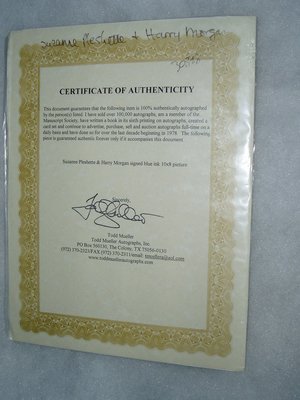 Suzanne Pleshette & Harry Morgan
CERTIFICATE OF AUTHENTICITY
This document guarantees that the following item is 100% authentically autographed
by the person(s) listed. I have sold over 100,000 autographs, am a member of the
Manuscript Society, have written a book in its sixth printing on autographs, created a
card set and continue to advertise, purchase, sell and auction autographs full-time on a
daily basis and have done so for over the last decade beginning in 1978. The following
piece is guaranteed authentic forever only if it accompanies this document.
Suzanne Pleshette & Harry Morgan signed blue ink 10x8 picture
Sincerely,
Todd Mueller
Todd Mueller Autographs, Inc.
PO Box 560130, The Colony, TX 75056-0130
www.toddmuellerautographs.com